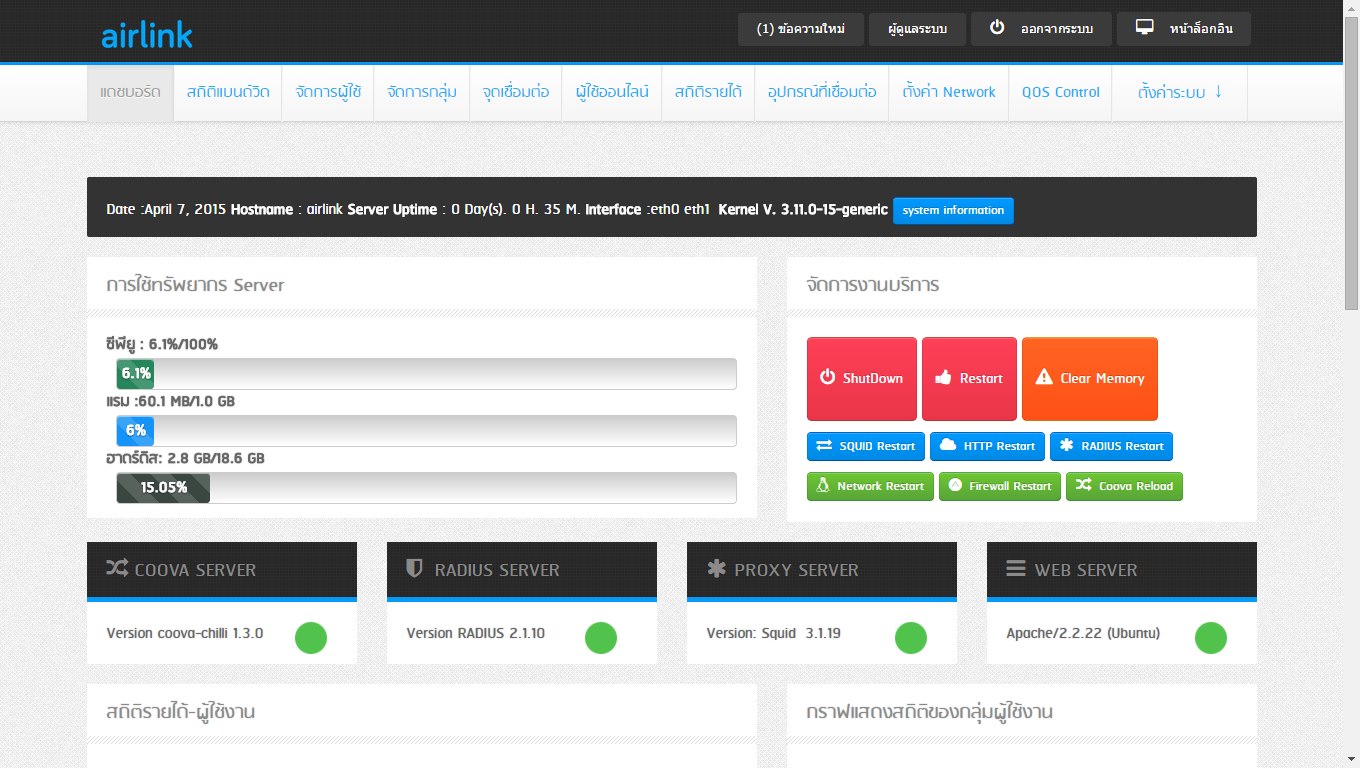 airlink
(1) ข้อความใหม่ ผู้ดูแลระบบ ออกจากระบบ หน้าล็อกอิน
แดชบอร์ด สถิติแบนด์วิด จัดการผู้ใช้ จัดการกลุ่ม จุดเชื่อมต่อ ผู้ใช้ออนไลน์ สถิติรายได้ อุปกรณ์ที่เชื่อมต่อ ตั้งค่า Network QOS Control ตั้งค่าระบบ ↓
Date :April 7, 2015 Hostname : airlink Server Uptime : 0 Day(s). 0 H. 35 M. Interface :eth0 eth1 Kernel V. 3.11.0-15-generic system information
การใช้ทรัพยากร Server
ซีพียู : 6.1%/100%
6.1%
แรม :60.1 MB/1.0 GB
6%
ฮาดร์ดิส: 2.8 GB/18.6 GB
15.05%
จัดการงานบริการ
ShutDown Restart Clear Memory
SQUID Restart HTTP Restart RADIUS Restart
Network Restart Firewall Restart Coova Reload
COOVA SERVER
Version coova-chilli 1.3.0
RADIUS SERVER
Version RADIUS 2.1.10
PROXY SERVER
Version: Squid 3.1.19
WEB SERVER
Apache/2.2.22 (Ubuntu)
สถิติรายได้-ผู้ใช้งาน
กราฟแสดงสถิติของกลุ่มผู้ใช้งาน